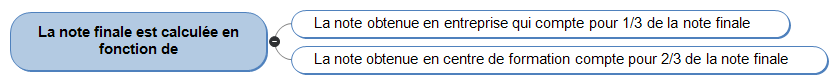 La note finale est calculée en
fonction de
La note obtenue en entreprise qui compte pour 1/3 de la note finale
La note obtenue en centre de formation compte pour 2/3 de la note finale